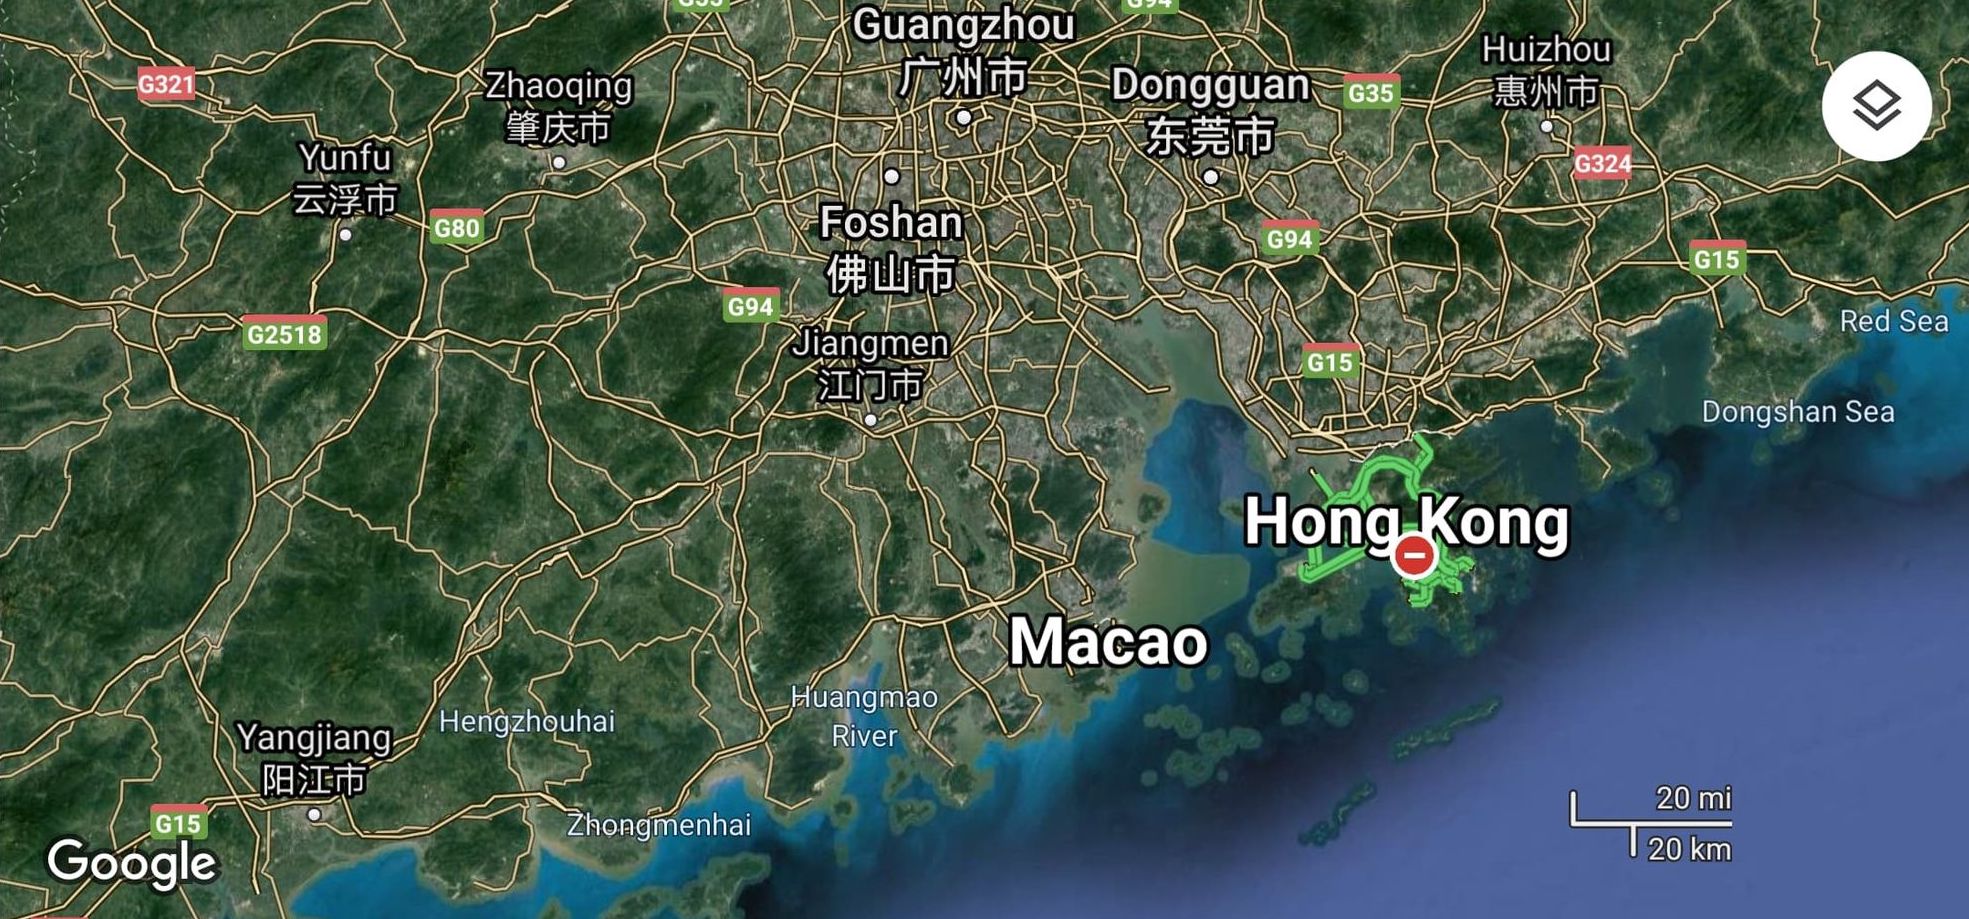 G55
G94
Guangzhou
广州市
Huizhou
惠州市
G321
Zhaoqing
肇庆市
Dongguan
东莞市
G35
Yunfu
云浮市
G324
G80
Foshan
佛山市
G94
G15
G94
G2518
Red Sea
Jiangmen
江门市
G15
Dongshan Sea
Hong Kong
Macao
Huangmao
River
Hengzhouhai
Yangjiang
阳江市
Zhongmenhai
G15
20 mi
20 km
Google